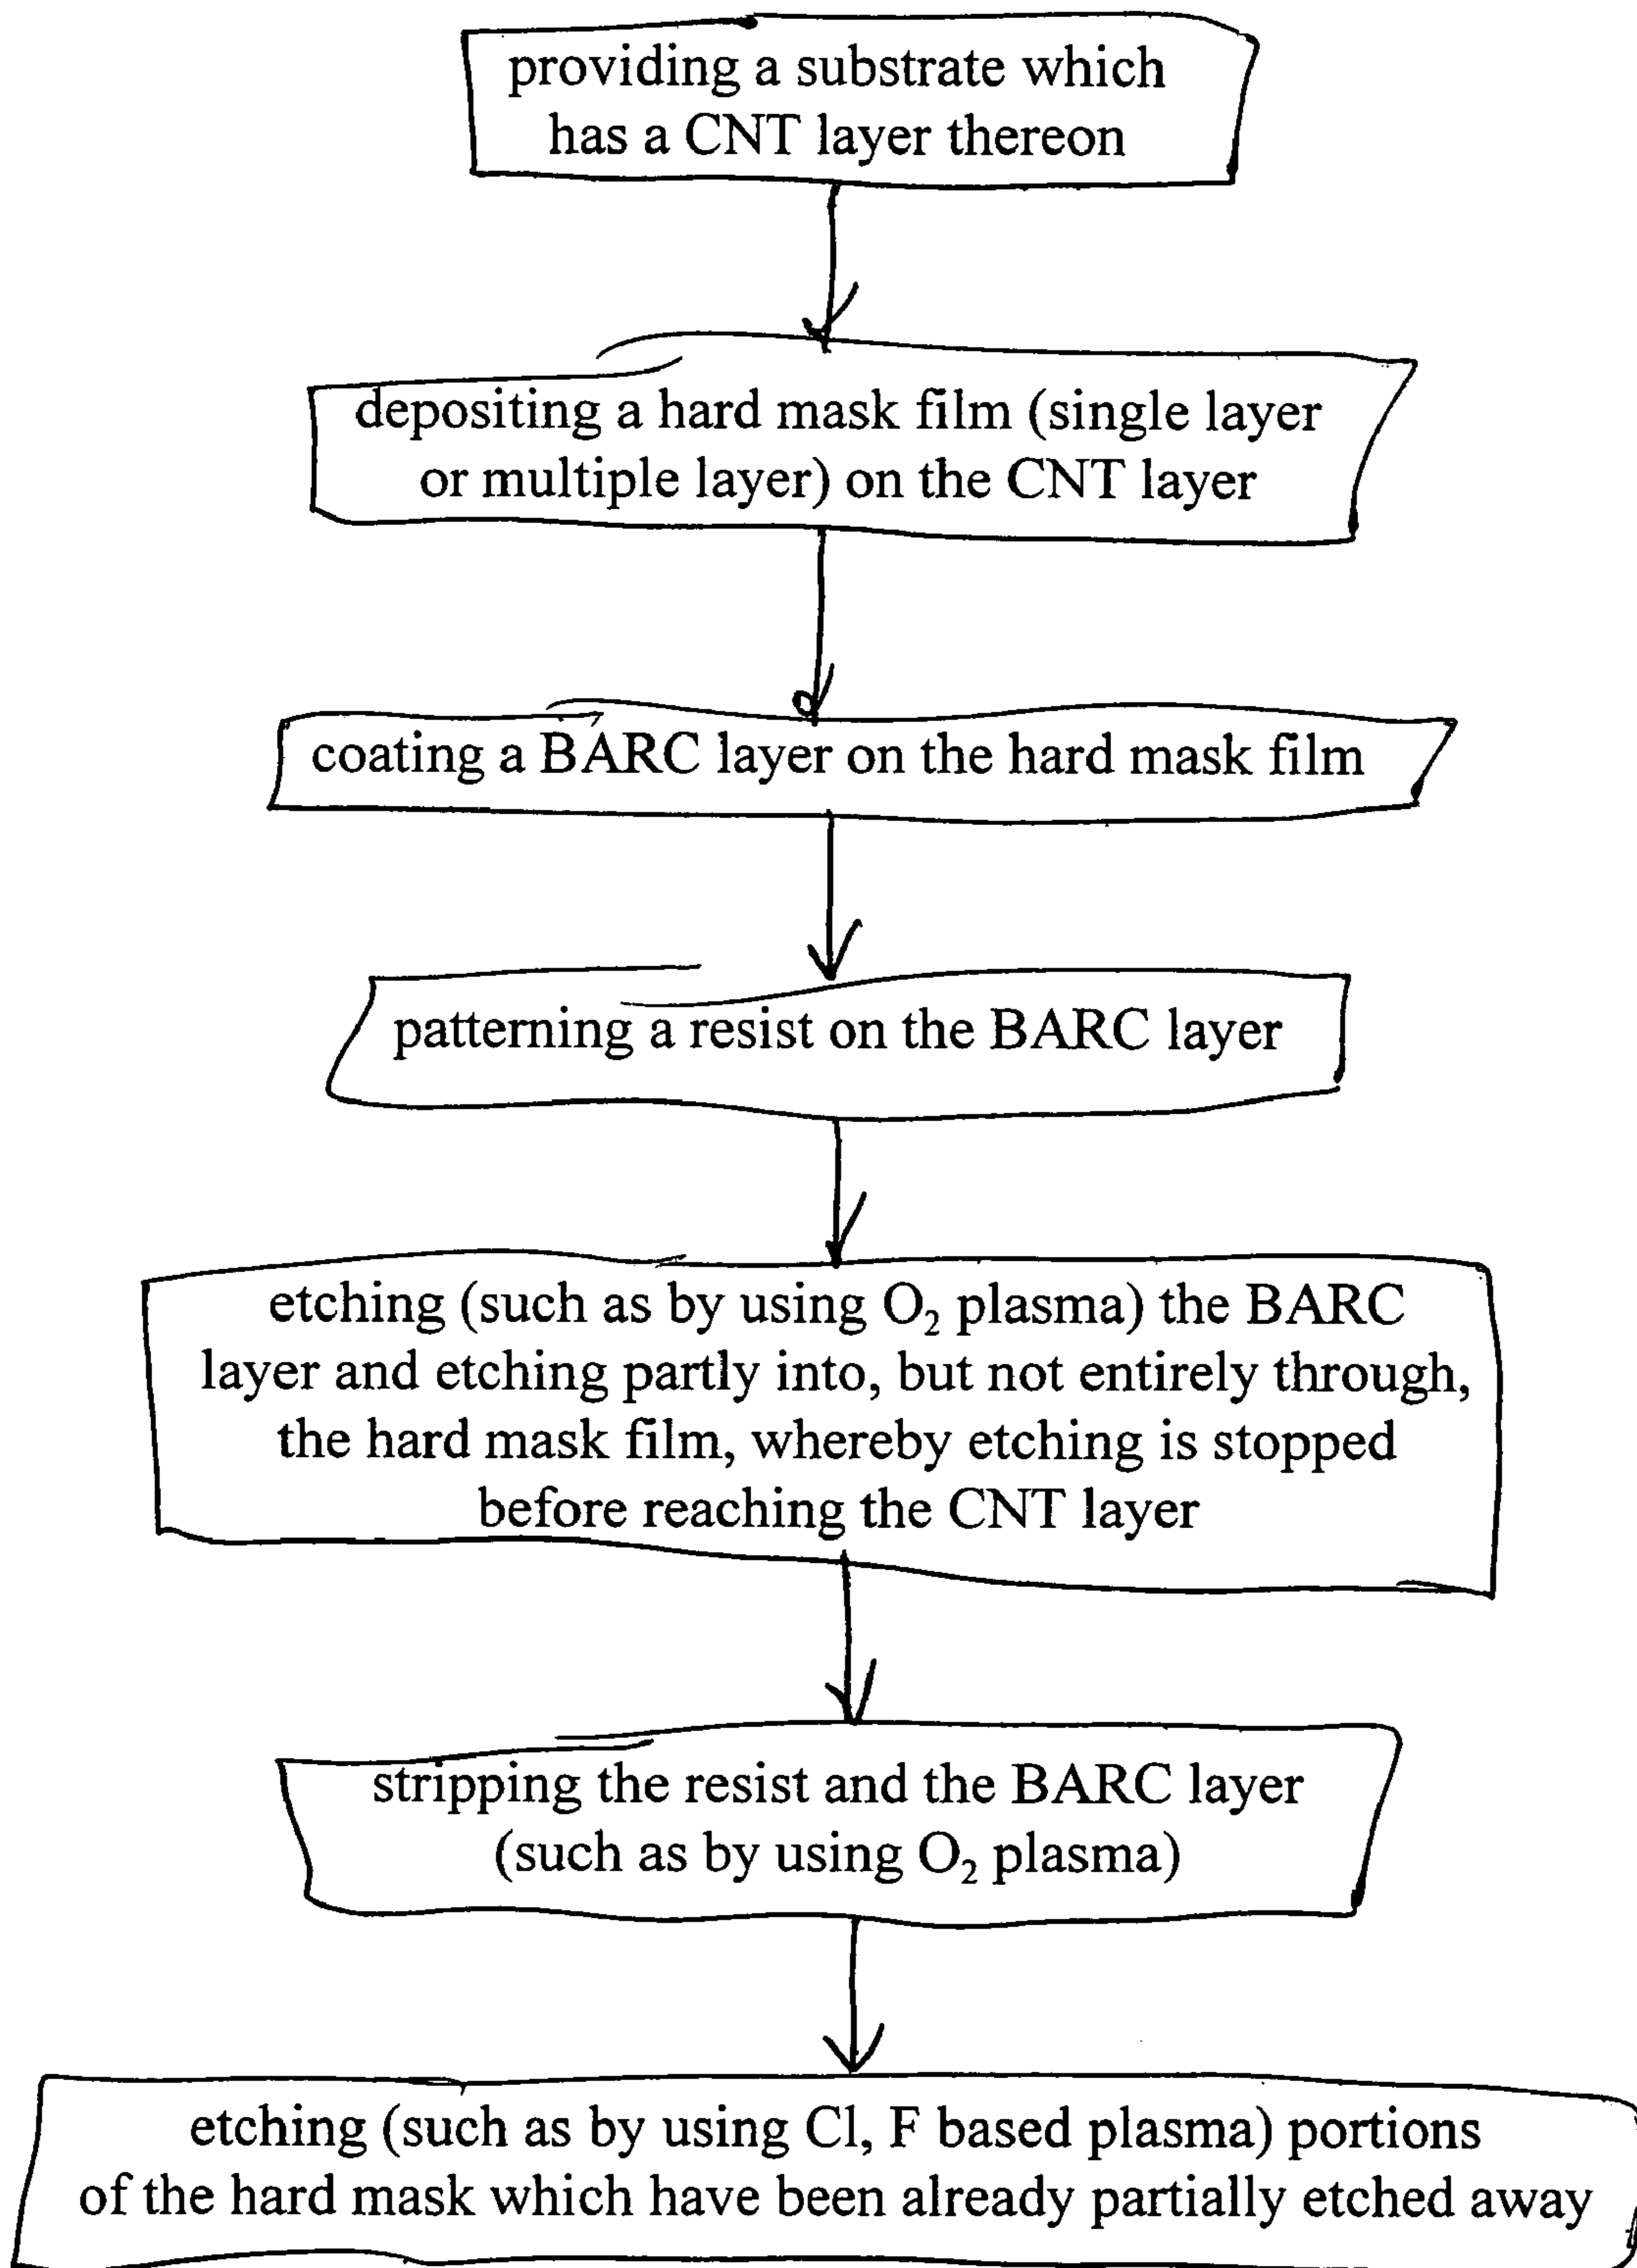 providing a substrate which
has a CNT layer thereon
depositing a hard mask film (single layer
or multiple layer) on the CNT layer
coating a BARC layer on the hard mask film
patterning a resist on the BARC layer
etching (such as by using O₂ plasma) the BARC
layer and etching partly into, but not entirely through,
the hard mask film, whereby etching is stopped
before reaching the CNT layer
stripping the resist and the BARC layer
(such as by using O₂ plasma)
etching (such as by using Cl, F based plasma) portions
of the hard mask which have been already partially etched away